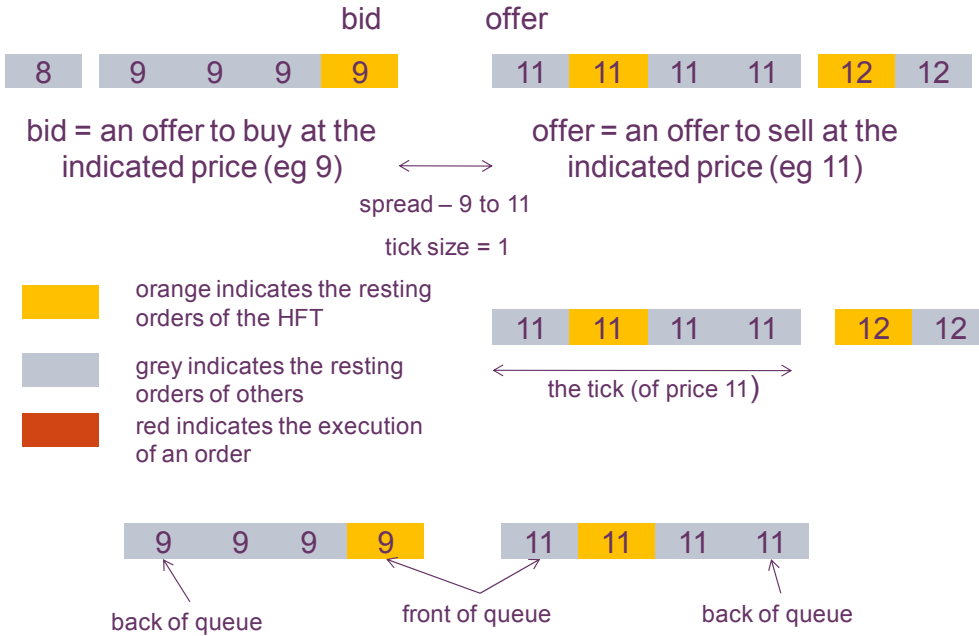 bid offer
8 9 9 9 9 11 11 11 11 12 12
bid = an offer to buy at the
indicated price (eg 9)
offer = an offer to sell at the
indicated price (eg 11)
spread – 9 to 11
tick size = 1
orange indicates the resting
orders of the HFT
grey indicates the resting
orders of others
red indicates the execution
of an order
11 11 11 11 12 12
the tick (of price 11)
9 9 9 9 11 11 11 11
back of queue front of queue back of queue